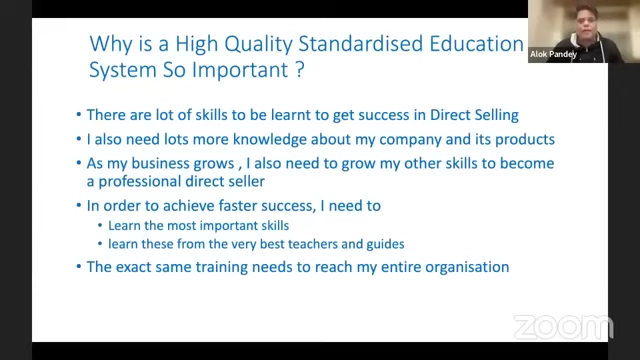 Why is a High Quality Standardised Education
System So Important ?
Alok Pandey
• There are lot of skills to be learnt to get success in Direct Selling
• I also need lots more knowledge about my company and its products
• As my business grows , I also need to grow my other skills to become
a professional direct seller
• In order to achieve faster success, I need to
• Learn the most important skills
• learn these from the very best teachers and guides
• The exact same training needs to reach my entire organisation
zoom